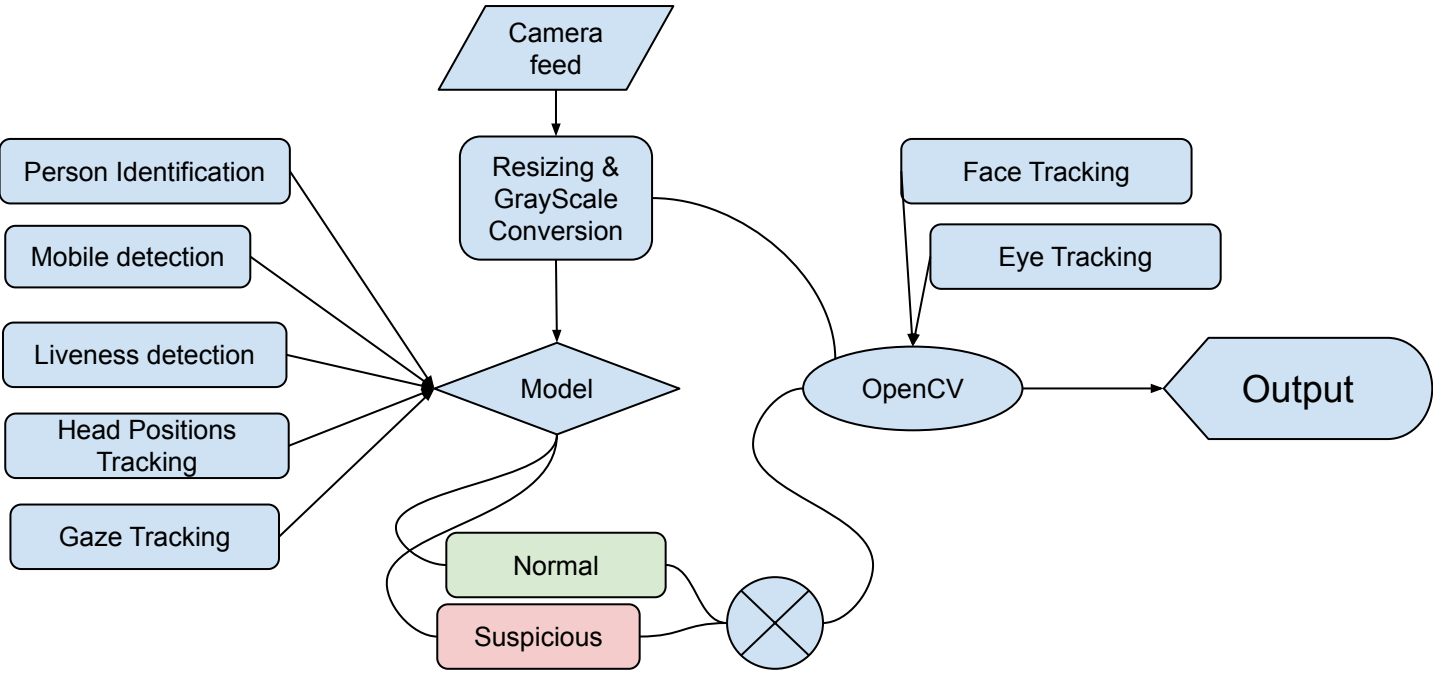 Camera
feed
Resizing &
GrayScale
Conversion
Person Identification
Mobile detection
Liveness detection
Head Positions
Tracking
Gaze Tracking
Model
Normal
Suspicious
Face Tracking
Eye Tracking
OpenCV
Output